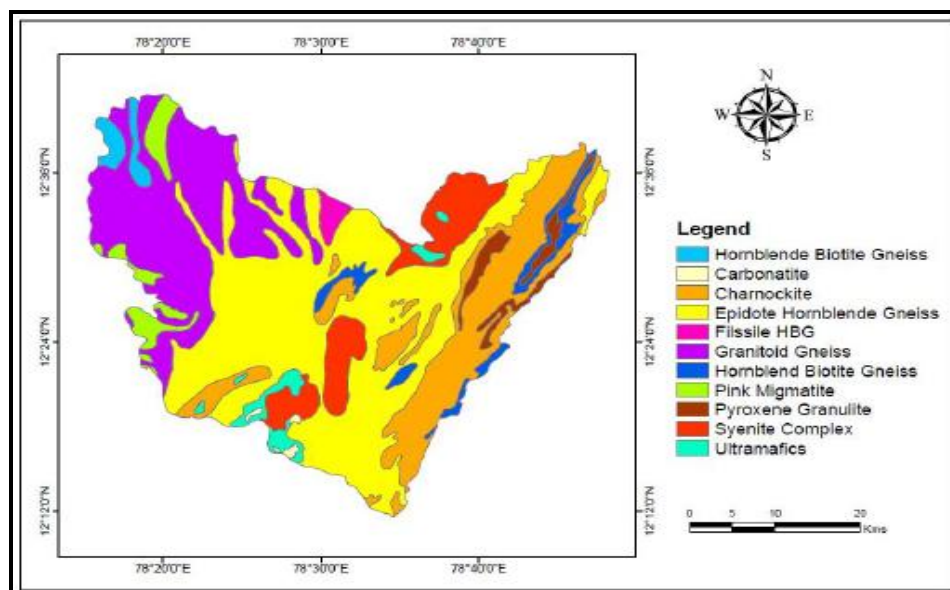 78°20'0"E 78°30'0"E 78°40'0"E
N
W E
S
12°36'0"N 12°36'0"N
12°24'0"N 12°24'0"N
12°12'0"N 12°12'0"N
Legend
Hornblende Biotite Gneiss
Carbonatite
Charnockite
Epidote Hornblende Gneiss
Filssile HBG
Granitoid Gneiss
Hornblend Biotite Gneiss
Pink Migmatite
Pyroxene Granulite
Syenite Complex
Ultramafics
0 5 10 20
Kms
78°20'0"E 78°30'0"E 78°40'0"E